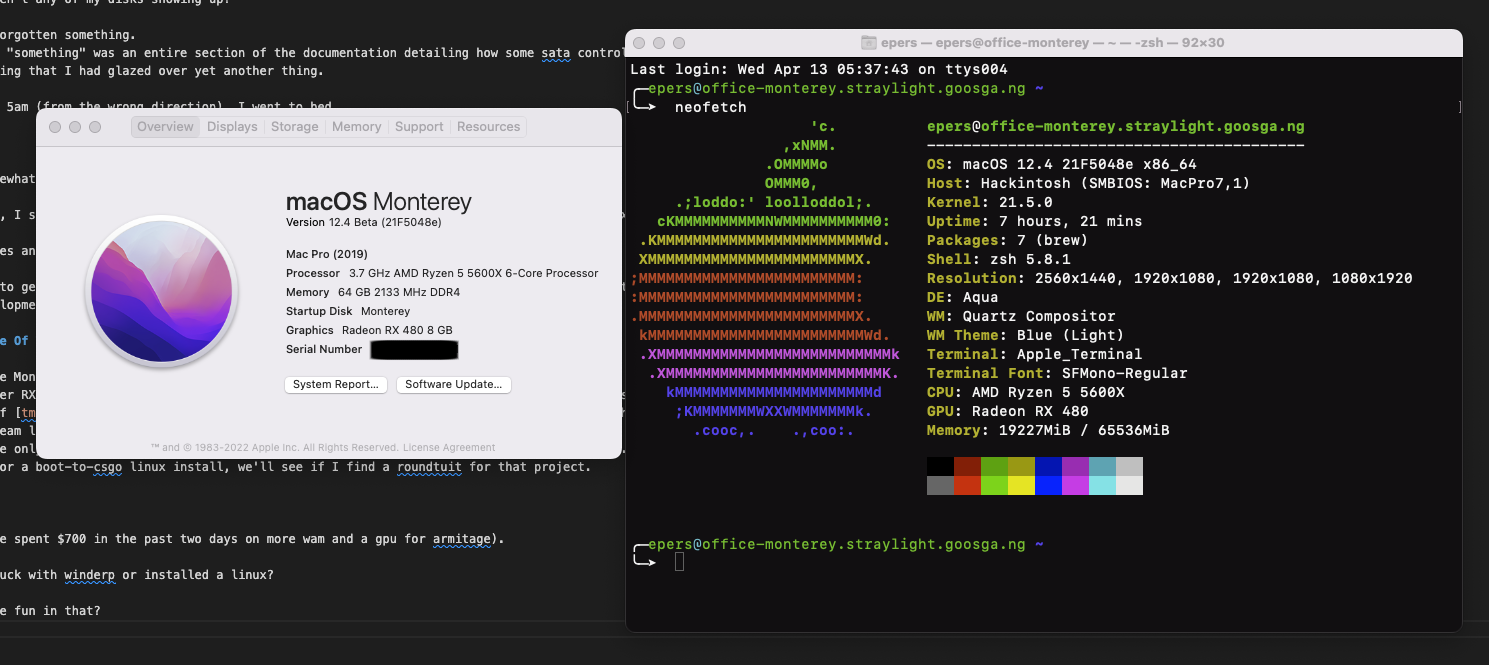 en't any of my disks showing up?
orgotten something.
"something" was an entire section of the documentation detailing how some sata control
ing that I had glazed over yet another thing.
5am (from the wrong direction), I went to bed
ewhat
, I s
es an
to ge
lopme
e Of
e Mon
er RX
f [tm
eam l
e onl
or a boot-to-csgo linux install, we'll see if I find a roundtuit for that project.
e spent $700 in the past two days on more wam and a gpu for armitage).
uck with winderp or installed a linux?
e fun in that?
Overview Displays Storage Memory Support Resources
macOS Monterey
Version 12.4 Beta (21F5048e)
Mac Pro (2019)
Processor 3.7 GHz AMD Ryzen 5 5600X 6-Core Processor
Memory 64 GB 2133 MHz DDR4
Startup Disk Monterey
Graphics Radeon RX 480 8 GB
Serial Number
System Report... Software Update...
™ and © 1983-2022 Apple Inc. All Rights Reserved. License Agreement
epers — epers@office-monterey — ~ — -zsh — 92×30
Last login: Wed Apr 13 05:37:43 on ttys004
epers@office-monterey.straylight.goosga.ng ~
neofetch
'c.
,xNMM.
.OMMMMo
OMMM0,
.;loddo:' loolloddol;.
cKMMMMMMMMMMNWMMMMMMMMMM0:
.KMMMMMMMMMMMMMMMMMMMMMMMWd.
XMMMMMMMMMMMMMMMMMMMMMMMX.
;MMMMMMMMMMMMMMMMMMMMMMMM:
:MMMMMMMMMMMMMMMMMMMMMMMM:
.MMMMMMMMMMMMMMMMMMMMMMMMX.
kMMMMMMMMMMMMMMMMMMMMMMMMWd.
.XMMMMMMMMMMMMMMMMMMMMMMMMMMk
.XMMMMMMMMMMMMMMMMMMMMMMMMK.
kMMMMMMMMMMMMMMMMMMMMMMd
;KMMMMMMMWXXWMMMMMMMk.
.cooc,. .,coo:.
epers@office-monterey.straylight.goosga.ng
------------------------------------------
OS: macOS 12.4 21F5048e x86_64
Host: Hackintosh (SMBIOS: MacPro7,1)
Kernel: 21.5.0
Uptime: 7 hours, 21 mins
Packages: 7 (brew)
Shell: zsh 5.8.1
Resolution: 2560x1440, 1920x1080, 1920x1080, 1080x1920
DE: Aqua
WM: Quartz Compositor
WM Theme: Blue (Light)
Terminal: Apple_Terminal
Terminal Font: SFMono-Regular
CPU: AMD Ryzen 5 5600X
GPU: Radeon RX 480
Memory: 19227MiB / 65536MiB
epers@office-monterey.straylight.goosga.ng ~